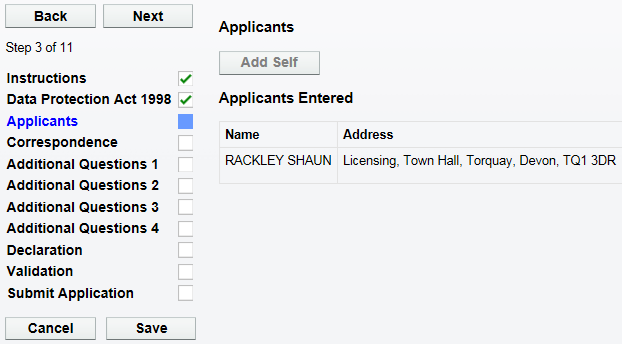 Back Next
Step 3 of 11
Instructions
Data Protection Act 1998
Applicants
Correspondence
Additional Questions 1
Additional Questions 2
Additional Questions 3
Additional Questions 4
Declaration
Validation
Submit Application
Cancel Save
Applicants
Add Self
Applicants Entered
Name Address
RACKLEY SHAUN Licensing, Town Hall, Torquay, Devon, TQ1 3DR